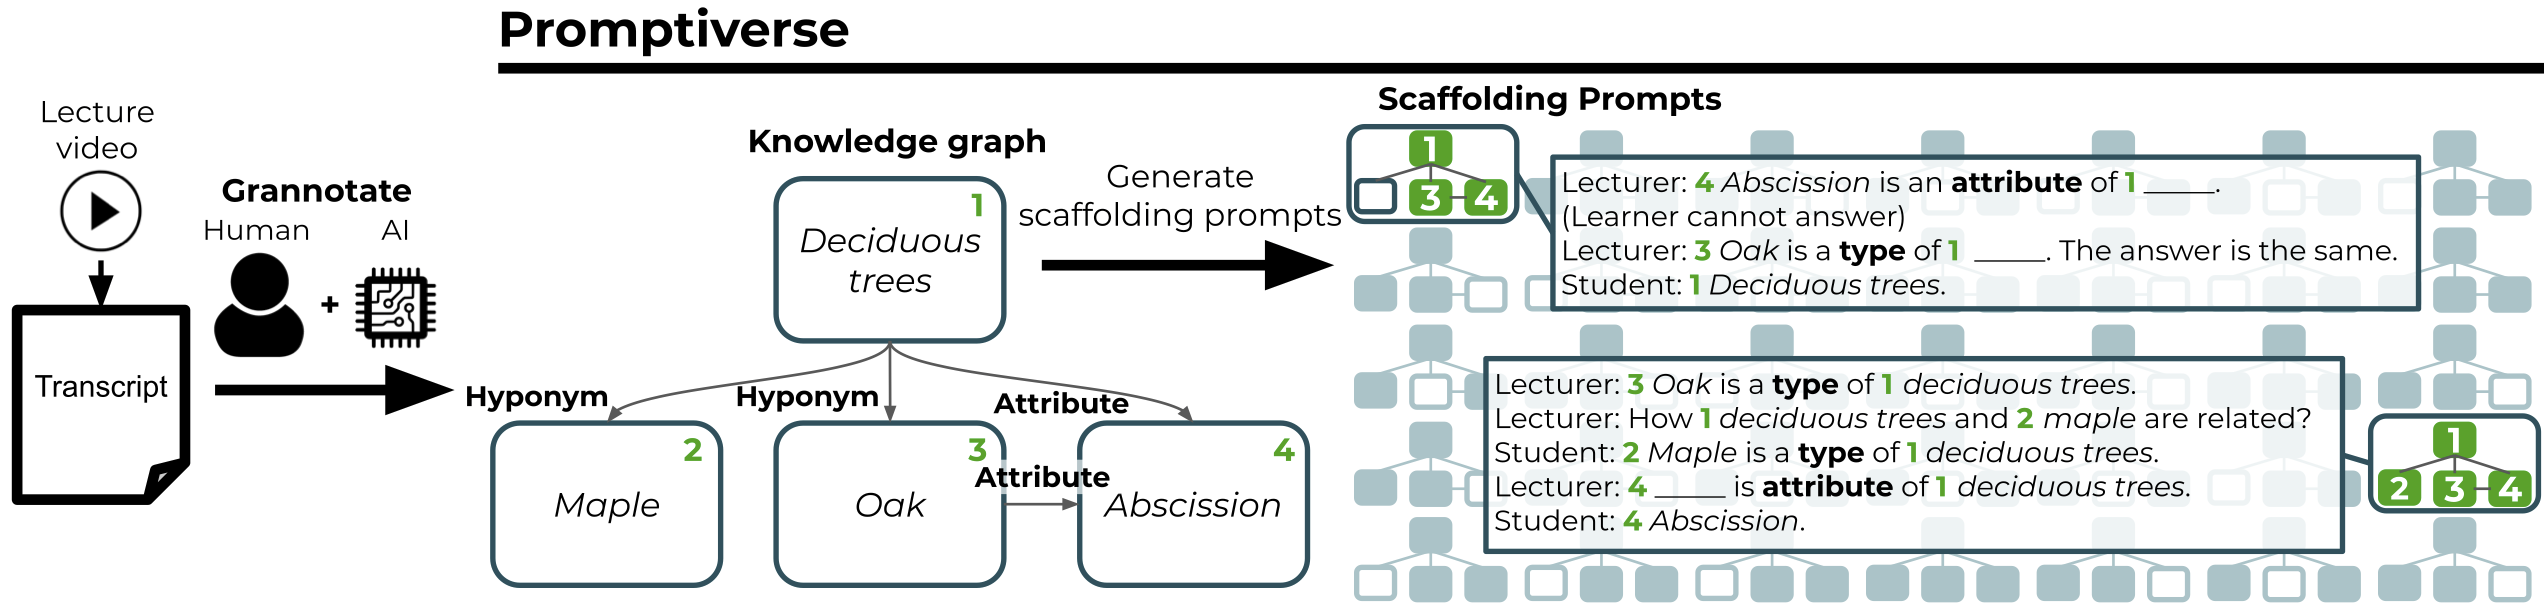 Promptiverse
Lecture
video
Grannotate
Human
AI
+
Transcript
Knowledge graph
1
Deciduous
trees
Hyponym
Hyponym
Attribute
2
Maple
3
Oak
Attribute
4
Abscission
Generate
scaffolding prompts
Scaffolding Prompts
1
3 4
Lecturer: 4 Abscission is an attribute of 1 _____.
(Learner cannot answer)
Lecturer: 3 Oak is a type of 1 _____. The answer is the same.
Student: 1 Deciduous trees.
Lecturer: 3 Oak is a type of 1 deciduous trees.
Lecturer: How 1 deciduous trees and 2 maple are related?
Student: 2 Maple is a type of 1 deciduous trees.
Lecturer: 4 _____ is attribute of 1 deciduous trees.
Student: 4 Abscission.
1
2 3 4